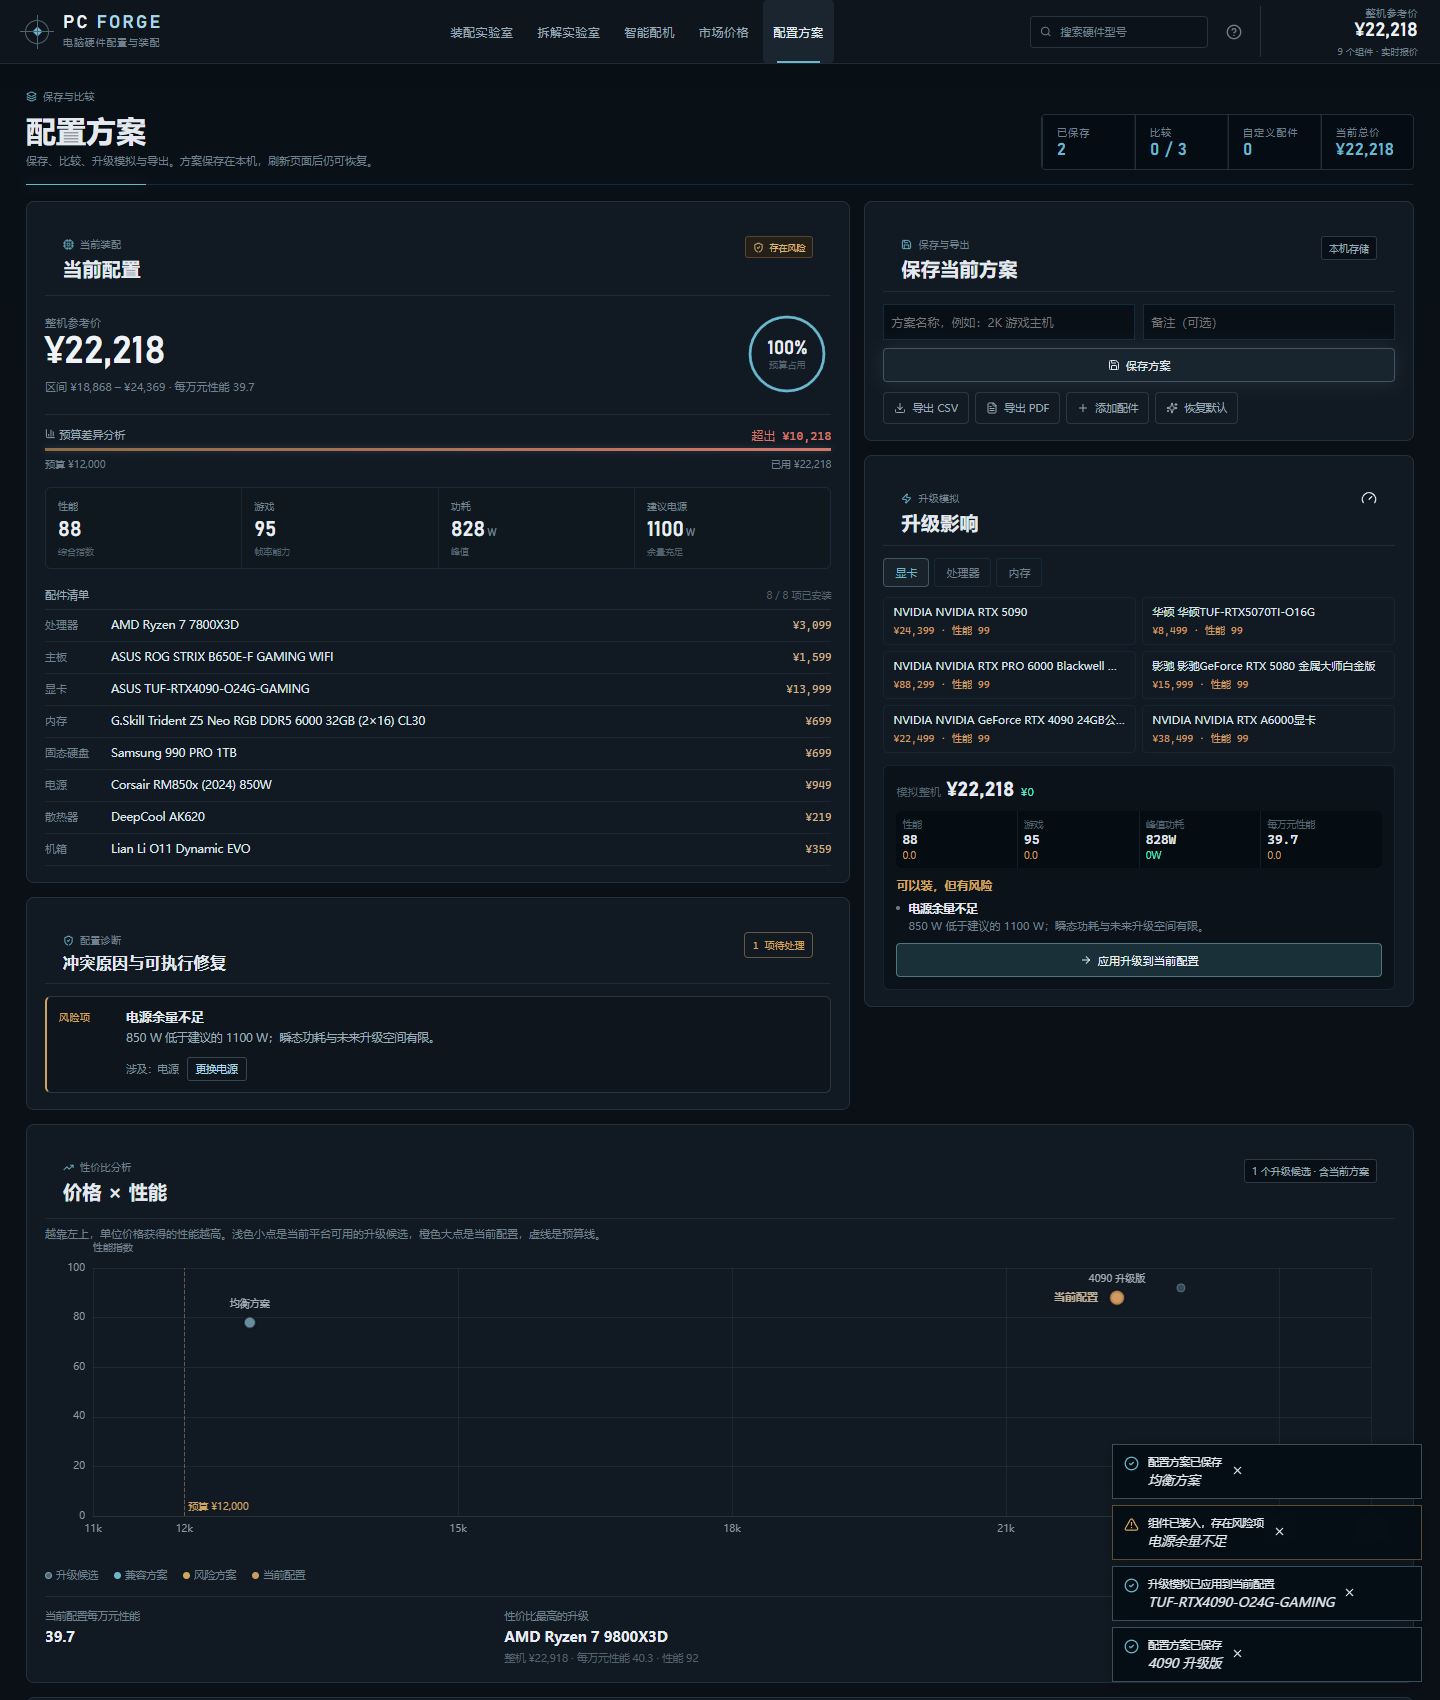 PC FORGE
电脑硬件配置与装配
装配实验室
拆解实验室
智能配机
市场价格
配置方案
搜索硬件型号
整机参考价
¥22,218
9 个组件 · 实时报价
保存与比较
配置方案
保存、比较、升级模拟与导出。方案保存在本机，刷新页面后仍可恢复。
已保存
2
比较
0 / 3
自定义配件
0
当前总价
¥22,218
当前装配
当前配置
存在风险
整机参考价
¥22,218
区间 ¥18,868 – ¥24,369 · 每万元性能 39.7
100%
预算占用
预算差异分析
超出 ¥10,218
预算 ¥12,000
已用 ¥22,218
性能
88
综合指数
游戏
95
帧率能力
功耗
828 W
峰值
建议电源
1100 W
余量充足
配件清单
8 / 8 项已安装
处理器 AMD Ryzen 7 7800X3D ¥3,099
主板 ASUS ROG STRIX B650E-F GAMING WIFI ¥1,599
显卡 ASUS TUF-RTX4090-O24G-GAMING ¥13,999
内存 G.Skill Trident Z5 Neo RGB DDR5 6000 32GB (2×16) CL30 ¥699
固态硬盘 Samsung 990 PRO 1TB ¥699
电源 Corsair RM850x (2024) 850W ¥949
散热器 DeepCool AK620 ¥219
机箱 Lian Li O11 Dynamic EVO ¥359
配置诊断
冲突原因与可执行修复
1 项待处理
风险项
电源余量不足
850 W 低于建议的 1100 W；瞬态功耗与未来升级空间有限。
涉及：电源
更换电源
保存与导出
保存当前方案
本机存储
方案名称，例如：2K 游戏主机
备注（可选）
保存方案
导出 CSV
导出 PDF
添加配件
恢复默认
升级模拟
升级影响
显卡
处理器
内存
NVIDIA NVIDIA RTX 5090
¥24,399 · 性能 99
华硕 华硕TUF-RTX5070TI-O16G
¥8,499 · 性能 99
NVIDIA NVIDIA RTX PRO 6000 Blackwell ...
¥88,299 · 性能 99
影驰 影驰GeForce RTX 5080 金属大师白金版
¥15,999 · 性能 99
NVIDIA NVIDIA GeForce RTX 4090 24GB公...
¥22,499 · 性能 99
NVIDIA NVIDIA RTX A6000显卡
¥38,499 · 性能 99
模拟整机 ¥22,218 ¥0
性能
88
0.0
游戏
95
0.0
峰值功耗
828W
0W
每万元性能
39.7
0.0
可以装，但有风险
电源余量不足
850 W 低于建议的 1100 W；瞬态功耗与未来升级空间有限。
应用升级到当前配置
性价比分析
价格 × 性能
1 个升级候选 · 含当前方案
越靠左上，单位价格获得的性能越高。浅色小点是当前平台可用的升级候选，橙色大点是当前配置，虚线是预算线。
性能指数
100
80
60
40
20
0
11k
12k
15k
18k
21k
均衡方案
4090 升级版
当前配置
预算 ¥12,000
升级候选
兼容方案
风险方案
当前配置
当前配置每万元性能
39.7
性价比最高的升级
AMD Ryzen 7 9800X3D
整机 ¥22,918 · 每万元性能 40.3 · 性能 92
配置方案已保存
均衡方案
组件已装入，存在风险项
电源余量不足
升级模拟已应用到当前配置
TUF-RTX4090-O24G-GAMING
配置方案已保存
4090 升级版